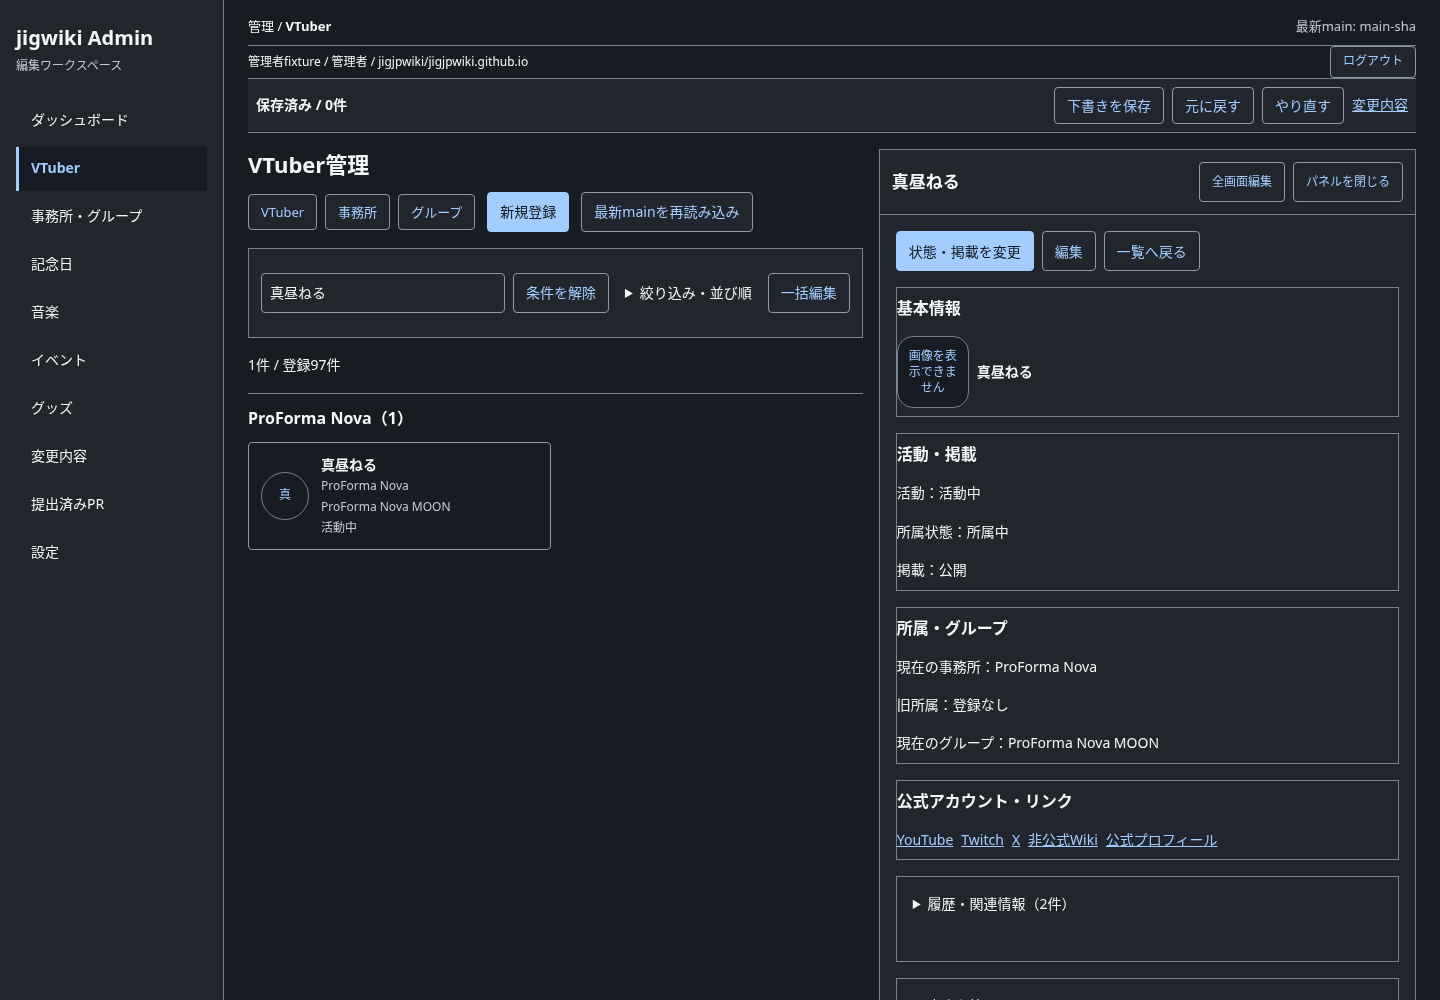 jigwiki Admin
編集ワークスペース
ダッシュボード
VTuber
事務所・グループ
記念日
音楽
イベント
グッズ
変更内容
提出済みPR
設定
管理 / VTuber
最新main: main-sha
管理者fixture / 管理者 / jigjpwiki/jigjpwiki.github.io
ログアウト
保存済み / 0件
下書きを保存
元に戻す
やり直す
変更内容
VTuber管理
VTuber
事務所
グループ
新規登録
最新mainを再読み込み
真昼ねる
条件を解除
▶ 絞り込み・並び順
一括編集
1件 / 登録97件
ProForma Nova（1）
真
真昼ねる
ProForma Nova
ProForma Nova MOON
活動中
真昼ねる
全画面編集
パネルを閉じる
状態・掲載を変更
編集
一覧へ戻る
基本情報
画像を表
示できま
せん
真昼ねる
活動・掲載
活動：活動中
所属状態：所属中
掲載：公開
所属・グループ
現在の事務所：ProForma Nova
旧所属：登録なし
現在のグループ：ProForma Nova MOON
公式アカウント・リンク
YouTube Twitch X 非公式Wiki 公式プロフィール
▶ 履歴・関連情報（2件）